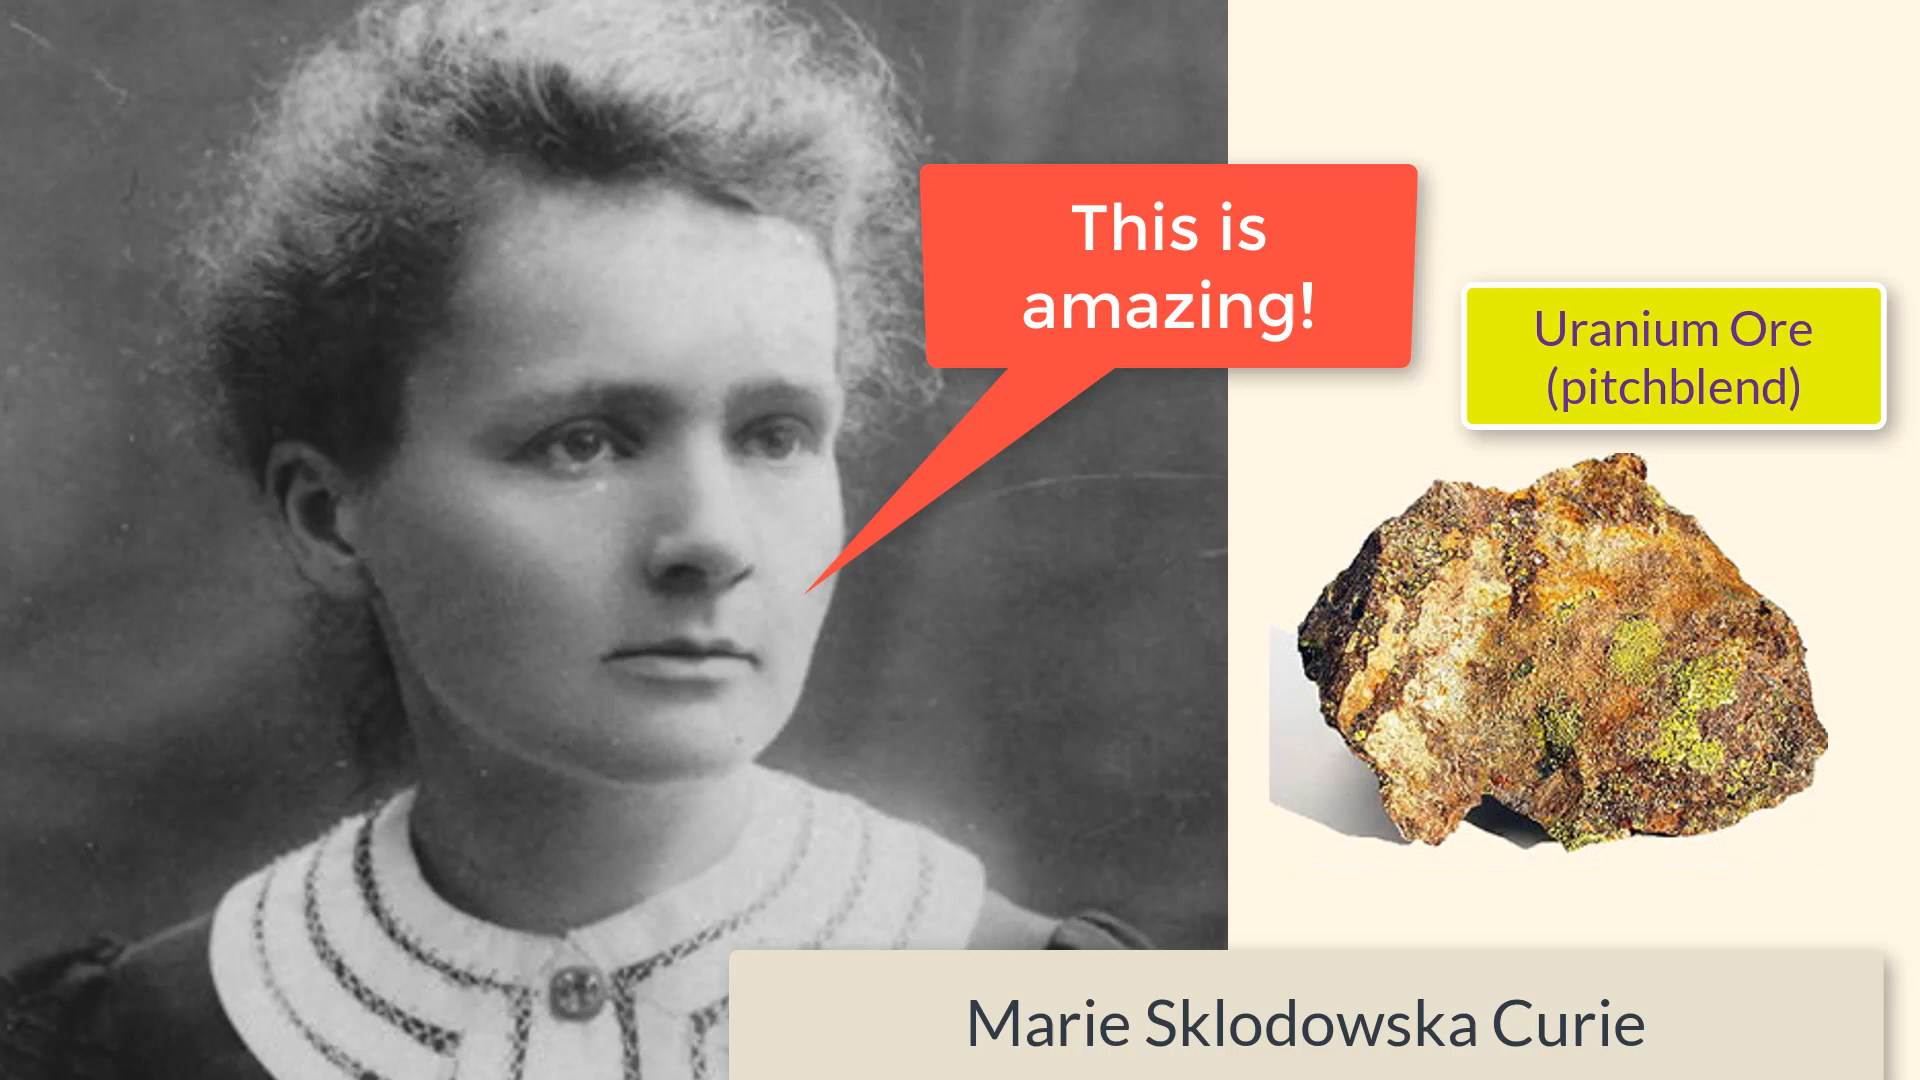 This is
amazing!
Uranium Ore
(pitchblend)
Marie Sklodowska Curie